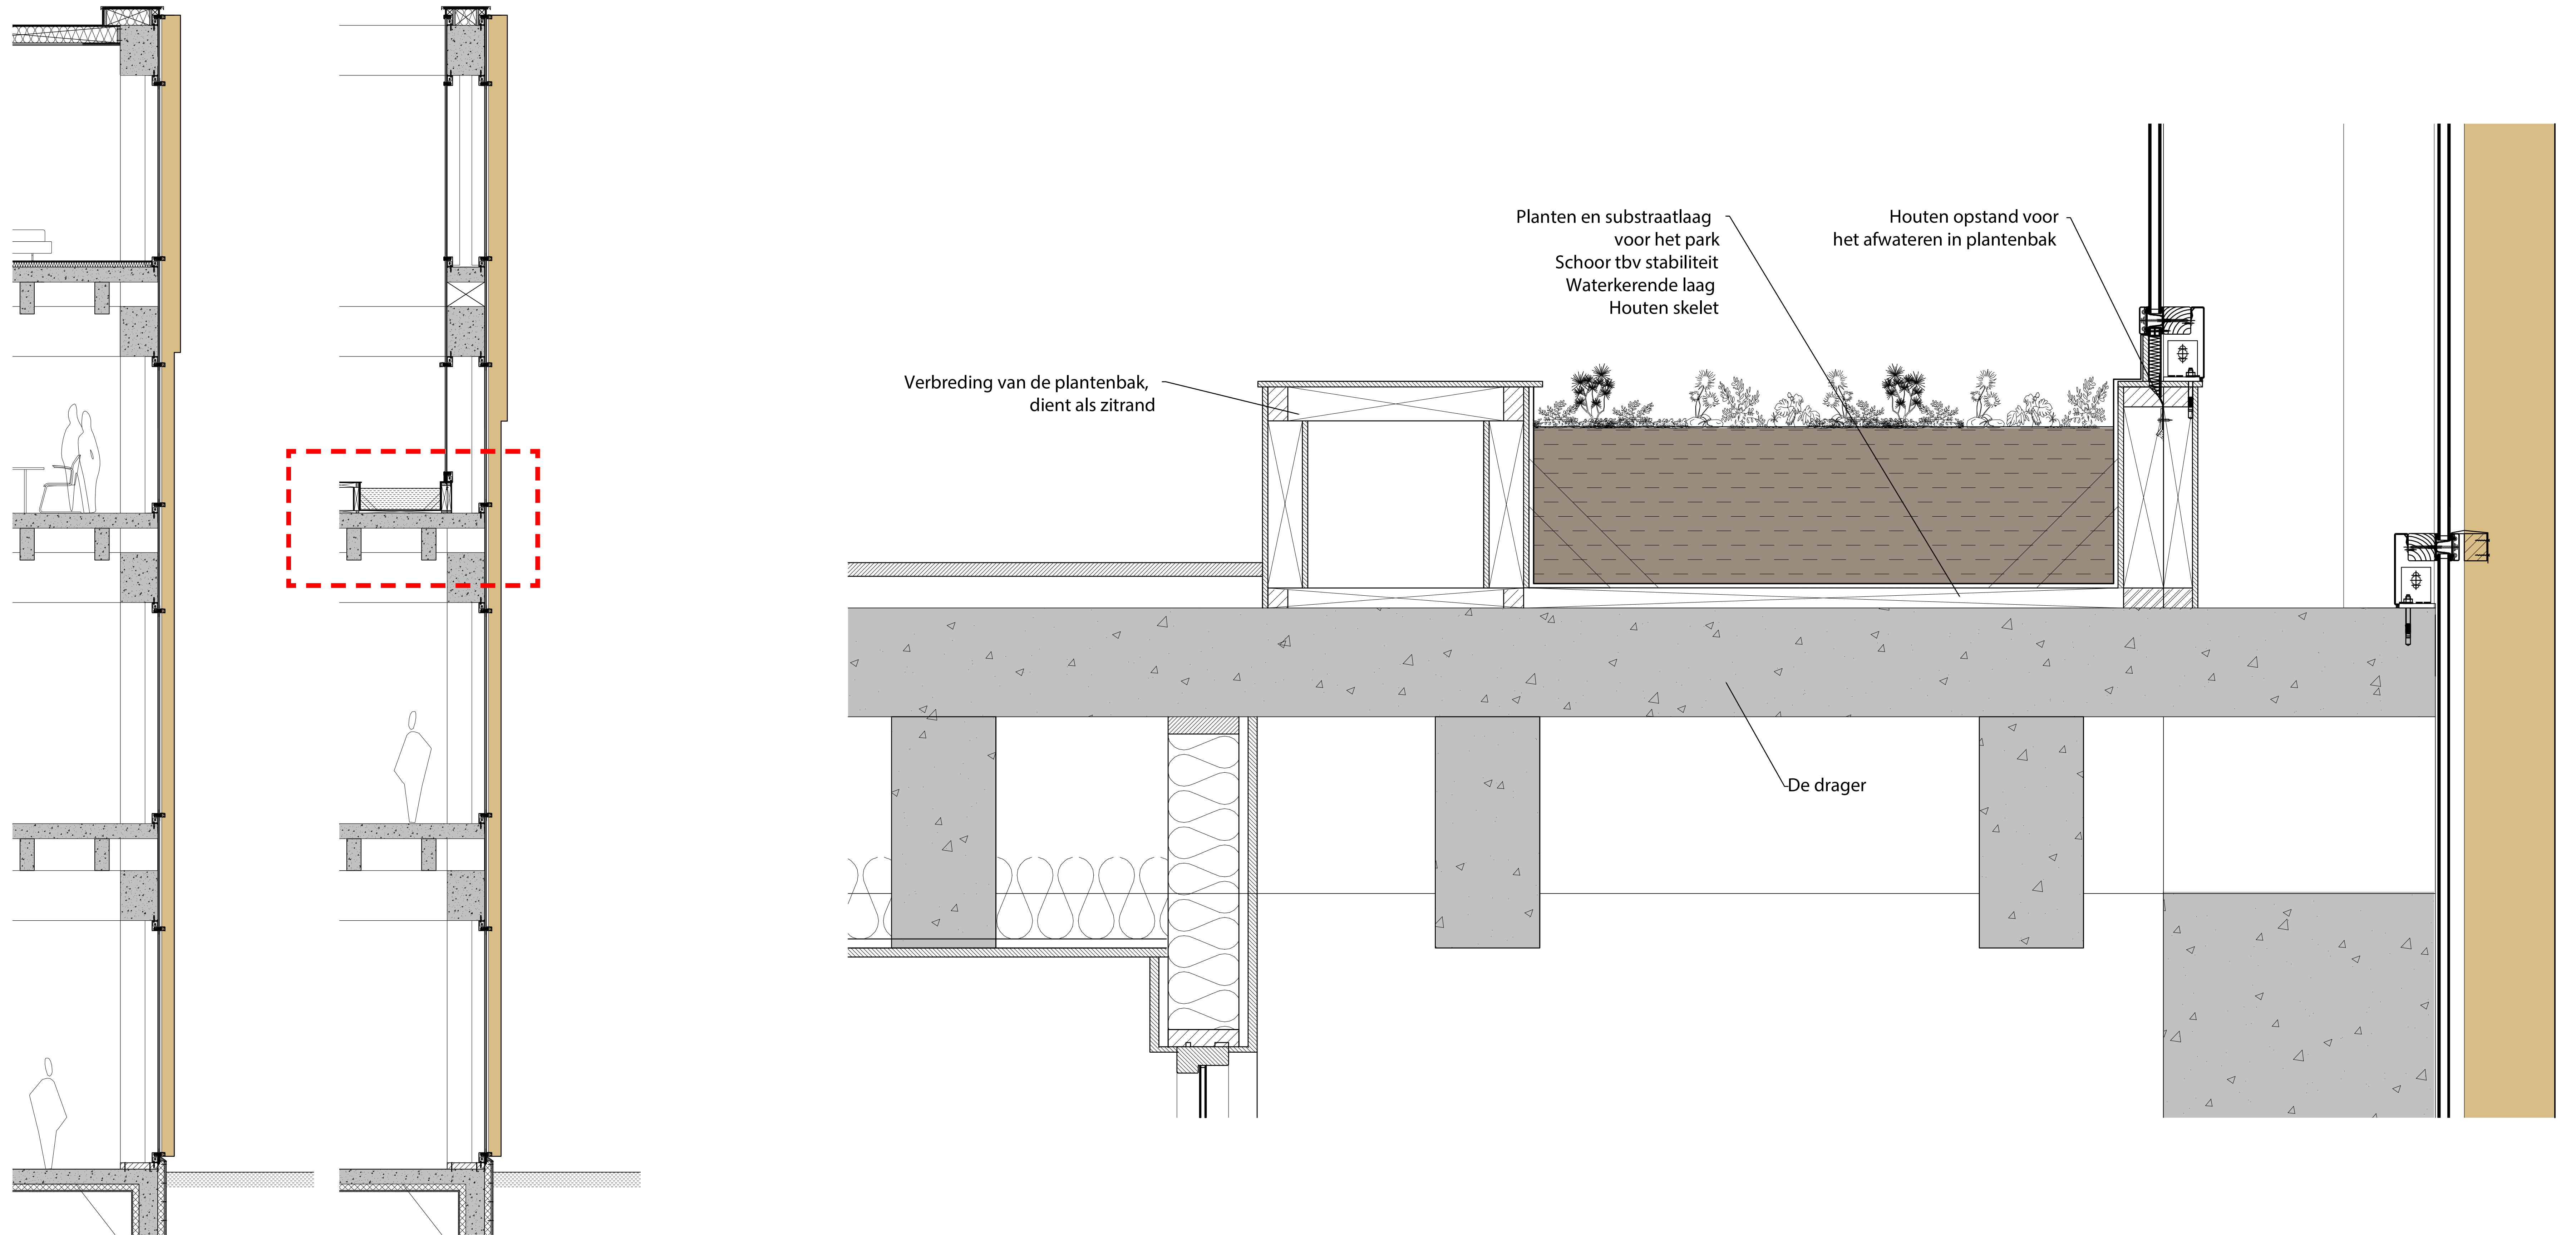 Planten en substraatlaag
voor het park
Schoor tbv stabiliteit
Waterkerende laag
Houten skelet
Houten opstand voor
het afwateren in plantenbak
Verbreding van de plantenbak,
dient als zitrand
De drager